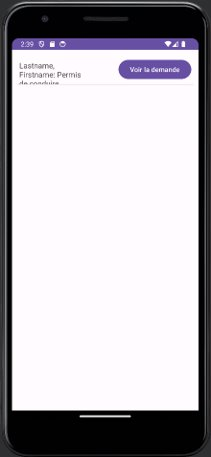 2:39
Lastname,
Firstname: Permis
de conduire
Voir la demande